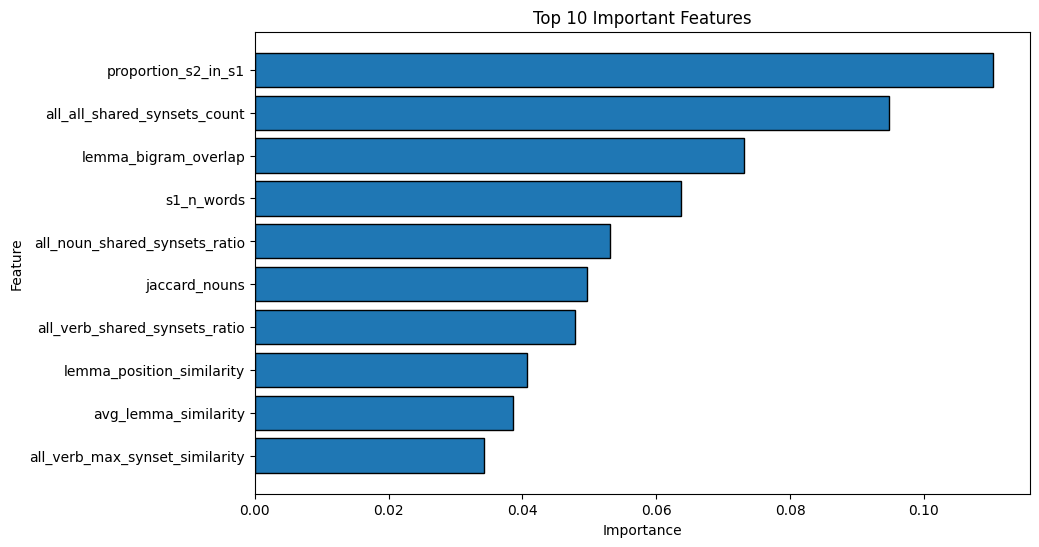 Top 10 Important Features
proportion_s2_in_s1
all_all_shared_synsets_count
lemma_bigram_overlap
s1_n_words
all_noun_shared_synsets_ratio
jaccard_nouns
all_verb_shared_synsets_ratio
lemma_position_similarity
avg_lemma_similarity
all_verb_max_synset_similarity
Feature
0.00 0.02 0.04 0.06 0.08 0.10
Importance